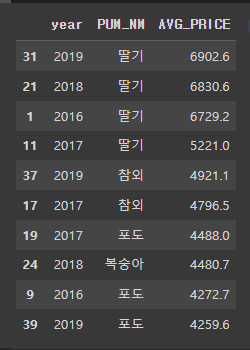 year PUM_NM AVG_PRICE
31 2019 딸기 6902.6
21 2018 딸기 6830.6
1 2016 딸기 6729.2
11 2017 딸기 5221.0
37 2019 참외 4921.1
17 2017 참외 4796.5
19 2017 포도 4488.0
24 2018 복숭아 4480.7
9 2016 포도 4272.7
39 2019 포도 4259.6